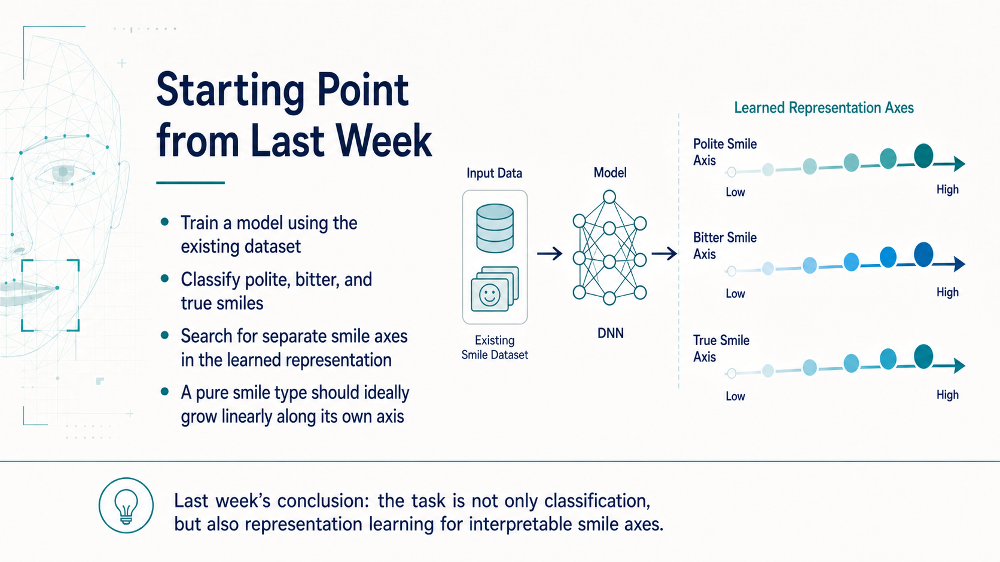 Starting Point
from Last Week
Train a model using the
existing dataset
Classify polite, bitter, and
true smiles
Search for separate smile axes
in the learned representation
A pure smile type should ideally
grow linearly along its own axis
Input Data
Existing
Smile Dataset
Model
DNN
Learned Representation Axes
Polite Smile
Axis
Low
High
Bitter Smile
Axis
Low
High
True Smile
Axis
Low
High
Last week’s conclusion: the task is not only classification,
but also representation learning for interpretable smile axes.